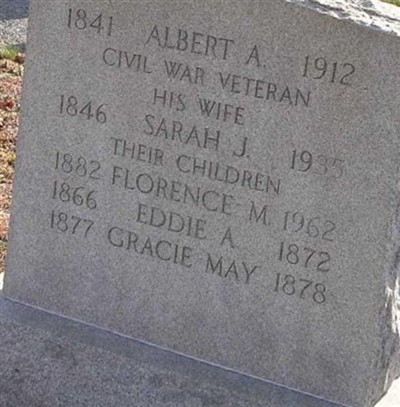 1841 ALBERT A. 1912
CIVIL WAR VETERAN
HIS WIFE
1846 SARAH J. 1935
THEIR CHILDREN
1882 FLORENCE M. 1962
1866 EDDIE A. 1872
1877 GRACIE MAY 1878